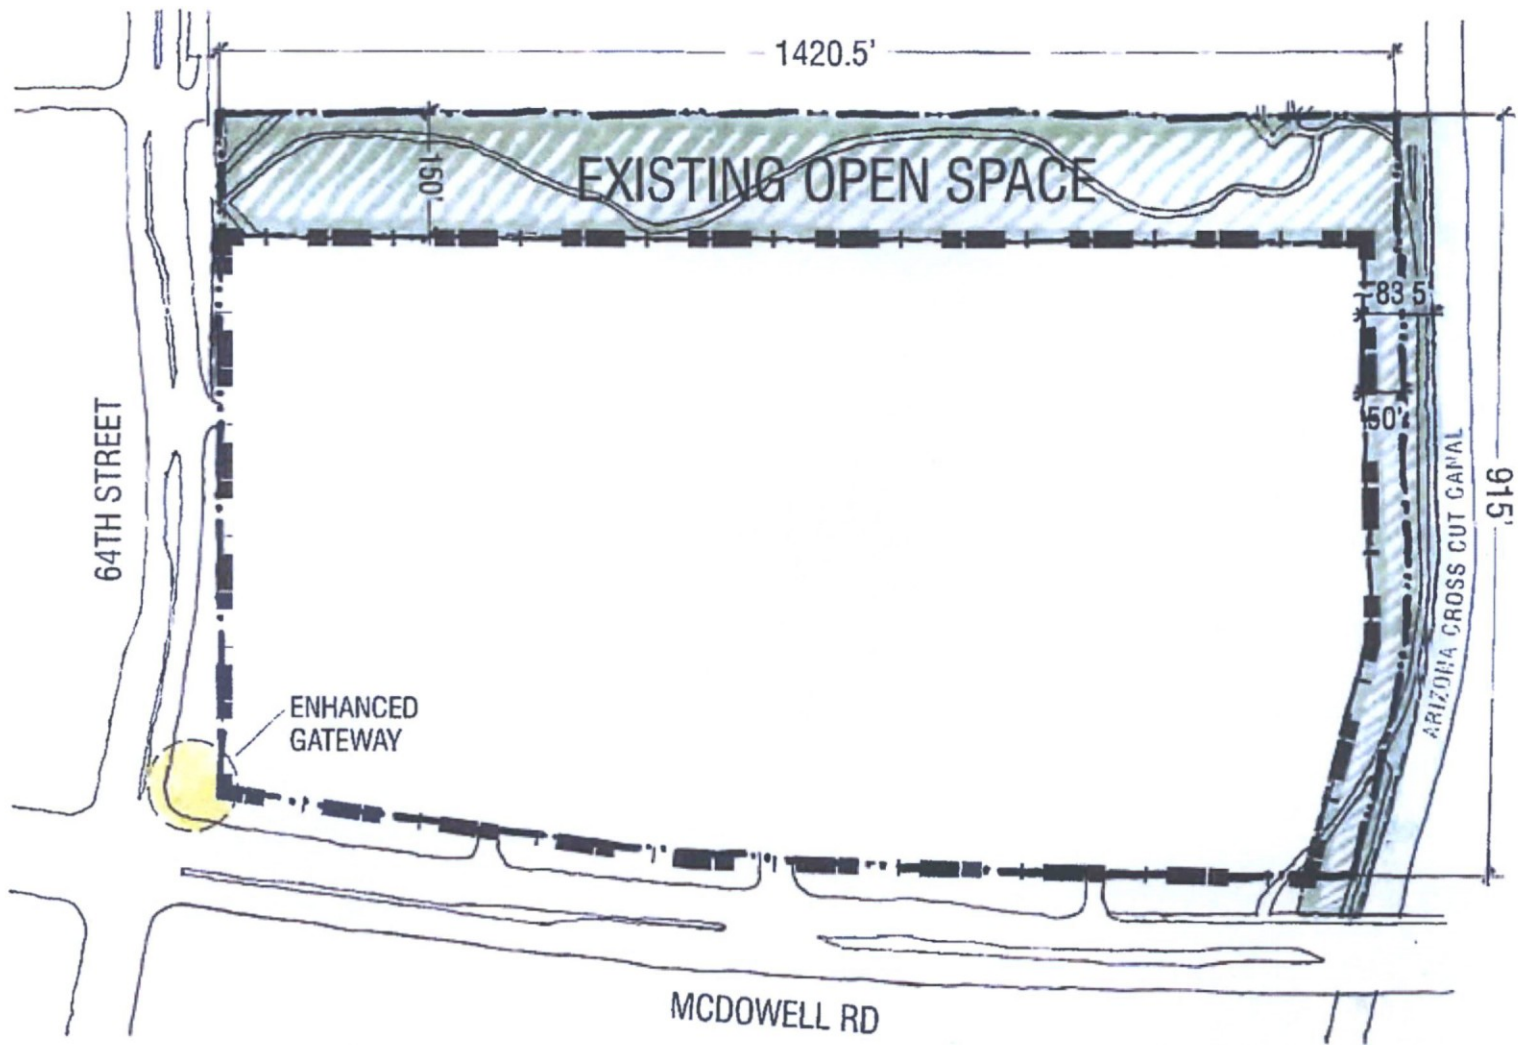 1420.5'
150'
EXISTING OPEN SPACE
83 5
50'
64TH STREET
ARIZONA CROSS CUT CANAL
915'
ENHANCED
GATEWAY
MCDOWELL RD